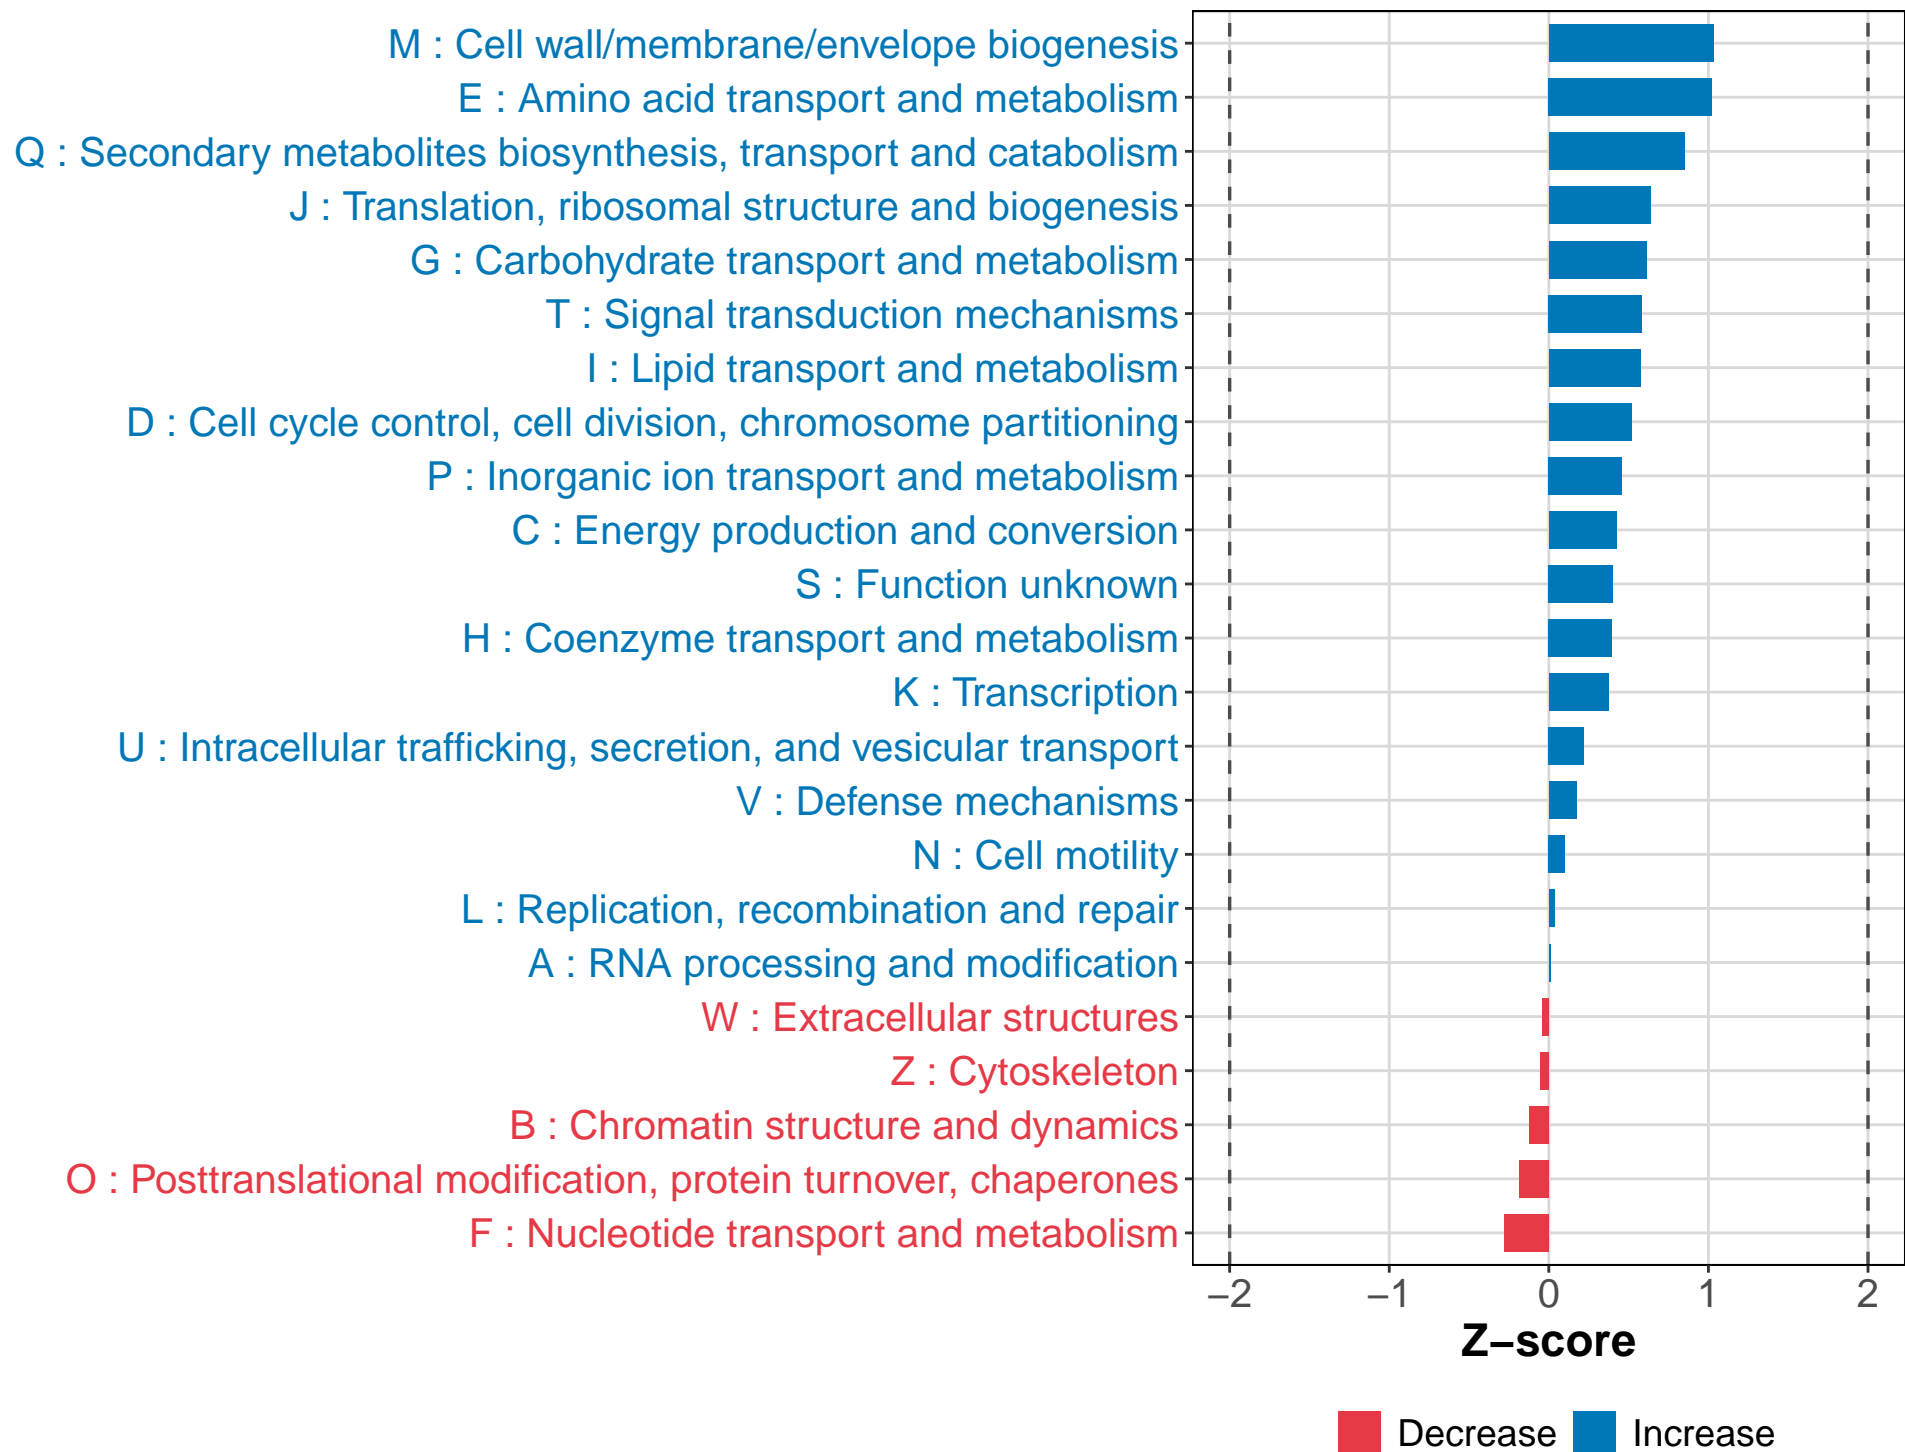 M : Cell wall/membrane/envelope biogenesis
E : Amino acid transport and metabolism
Q : Secondary metabolites biosynthesis, transport and catabolism
J : Translation, ribosomal structure and biogenesis
G : Carbohydrate transport and metabolism
T : Signal transduction mechanisms
I : Lipid transport and metabolism
D : Cell cycle control, cell division, chromosome partitioning
P : Inorganic ion transport and metabolism
C : Energy production and conversion
S : Function unknown
H : Coenzyme transport and metabolism
K : Transcription
U : Intracellular trafficking, secretion, and vesicular transport
V : Defense mechanisms
N : Cell motility
L : Replication, recombination and repair
A : RNA processing and modification
W : Extracellular structures
Z : Cytoskeleton
B : Chromatin structure and dynamics
O : Posttranslational modification, protein turnover, chaperones
F : Nucleotide transport and metabolism
−2 −1 0 1 2
Z−score
Decrease Increase